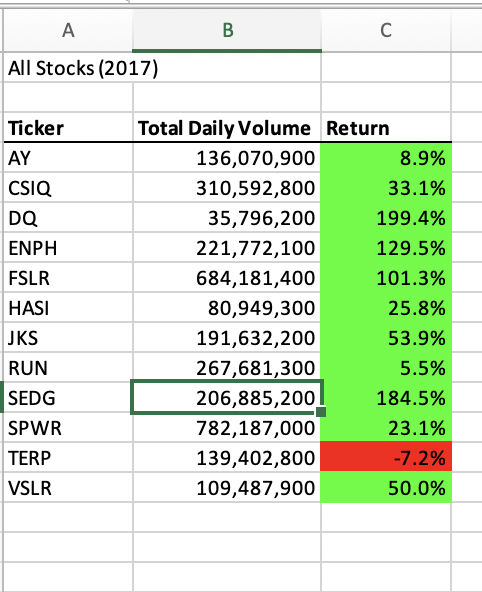 A B C
All Stocks (2017)
Ticker Total Daily Volume Return
AY 136,070,900 8.9%
CSIQ 310,592,800 33.1%
DQ 35,796,200 199.4%
ENPH 221,772,100 129.5%
FSLR 684,181,400 101.3%
HASI 80,949,300 25.8%
JKS 191,632,200 53.9%
RUN 267,681,300 5.5%
SEDG 206,885,200 184.5%
SPWR 782,187,000 23.1%
TERP 139,402,800 -7.2%
VSLR 109,487,900 50.0%